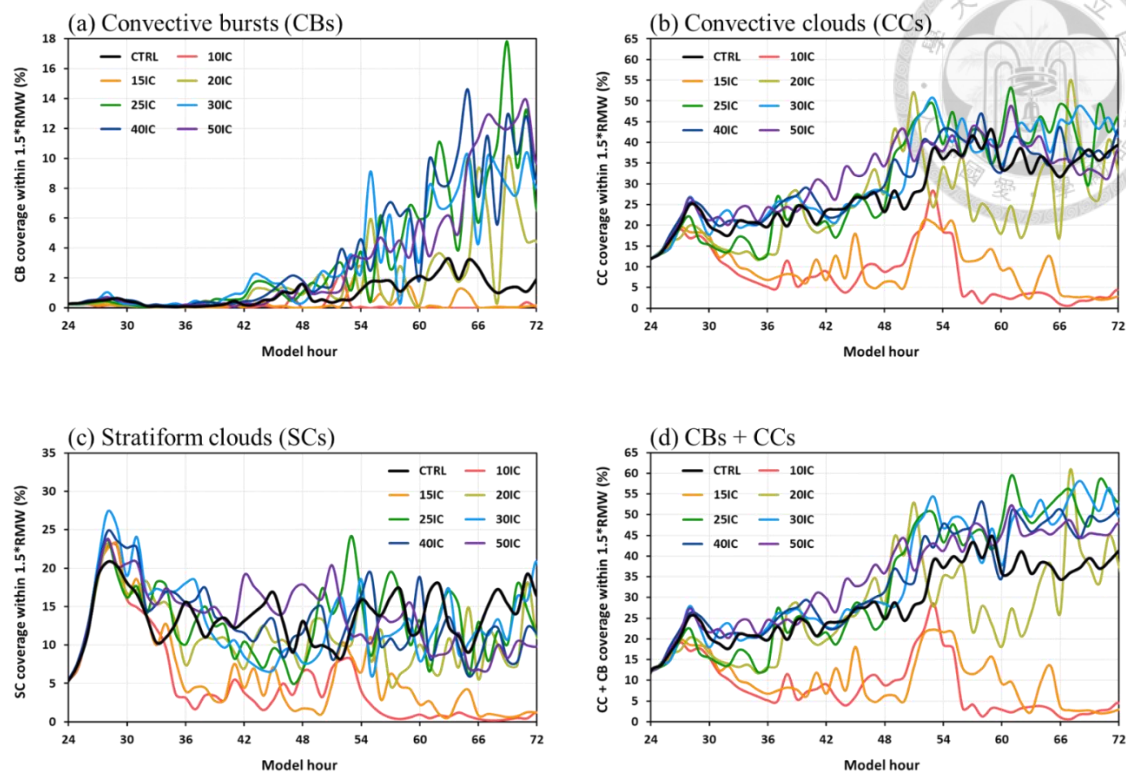 (a) Convective bursts (CBs)
CB coverage within 1.5*RMW (%)
18
16
14
12
10
8
6
4
2
0
CTRL 10IC
15IC 20IC
25IC 30IC
40IC 50IC
24 30 36 42 48 54 60 66 72
Model hour
(b) Convective clouds (CCs)
CC coverage within 1.5*RMW (%)
65
60
55
50
45
40
35
30
25
20
15
10
5
0
CTRL 10IC
15IC 20IC
25IC 30IC
40IC 50IC
24 30 36 42 48 54 60 66 72
Model hour
(c) Stratiform clouds (SCs)
SC coverage within 1.5*RMW (%)
35
30
25
20
15
10
5
0
CTRL 10IC
15IC 20IC
25IC 30IC
40IC 50IC
24 30 36 42 48 54 60 66 72
Model hour
(d) CBs + CCs
CC + CB coverage within 1.5*RMW (%)
65
60
55
50
45
40
35
30
25
20
15
10
5
0
CTRL 10IC
15IC 20IC
25IC 30IC
40IC 50IC
24 30 36 42 48 54 60 66 72
Model hour